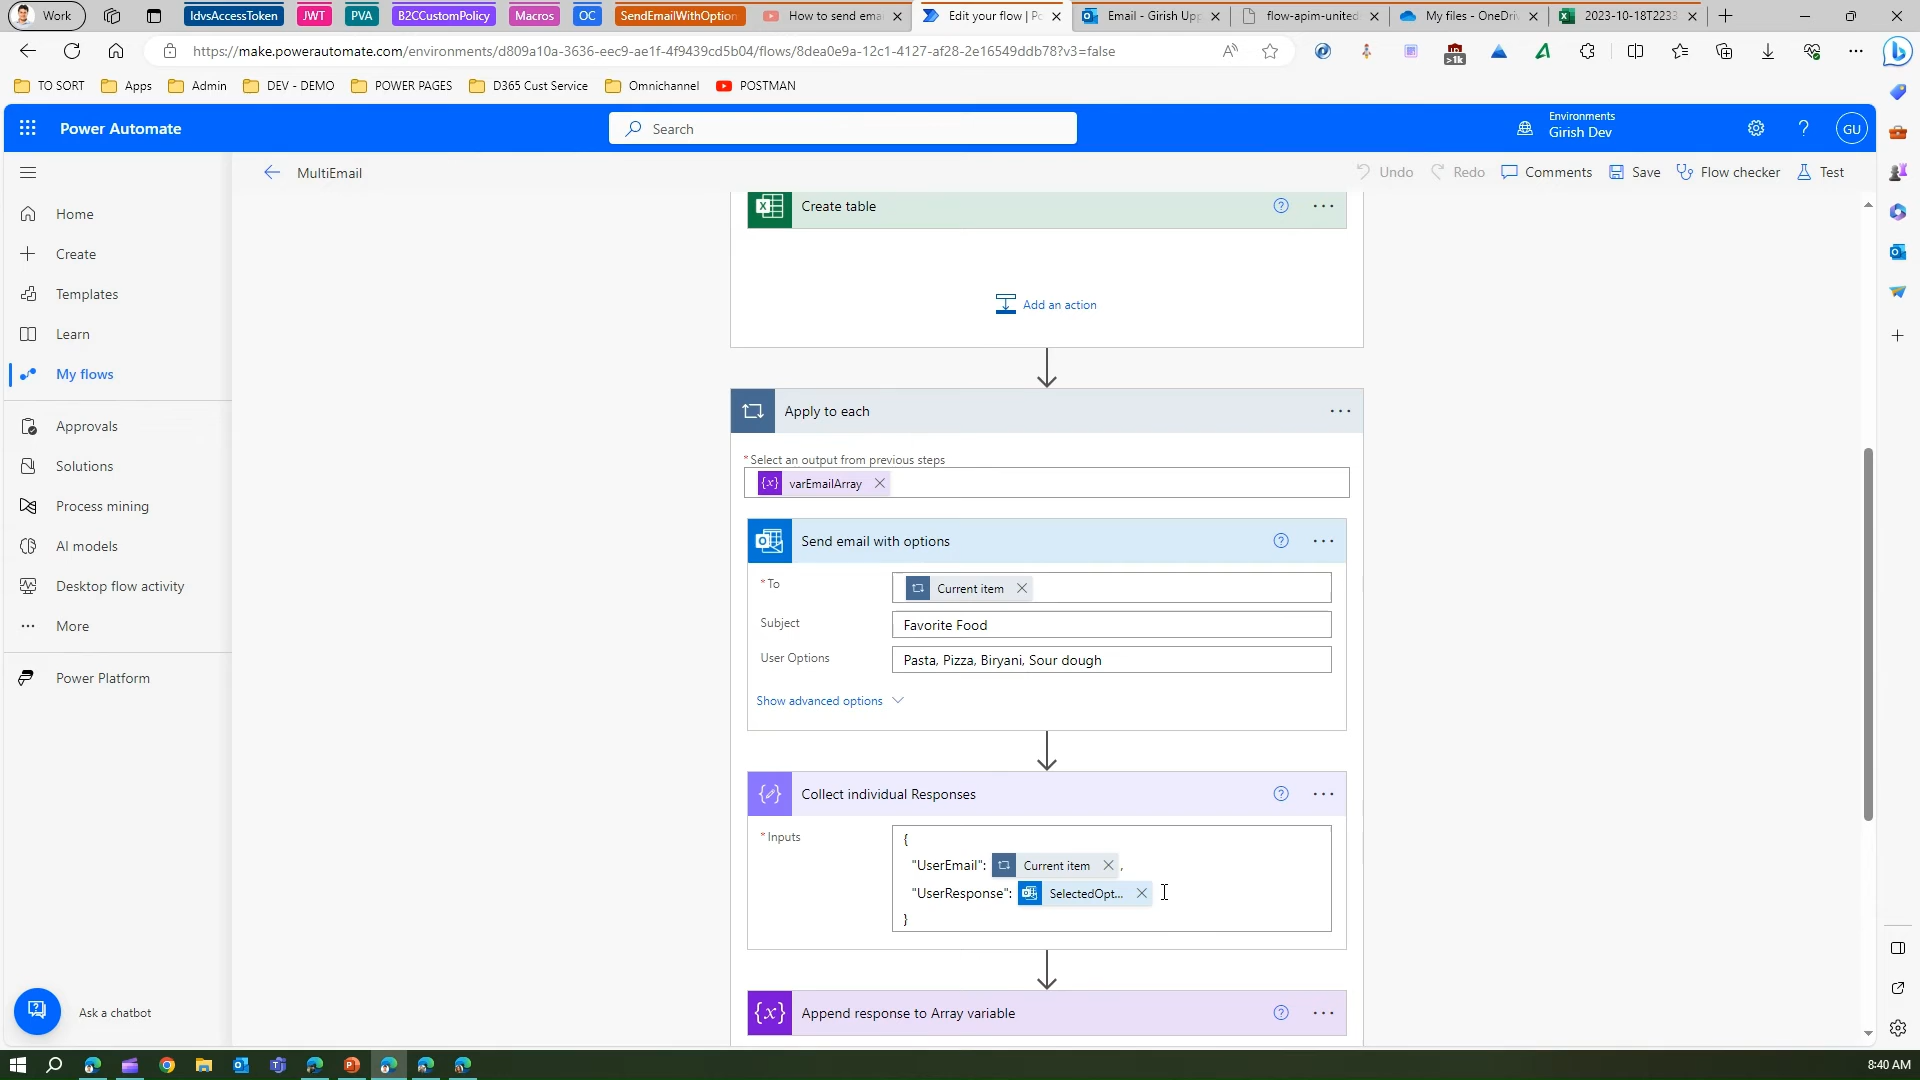 Work
IdvsAccessToken
JWT
PVA
B2CCustomPolicy
Macros
OC
SendEmailWithOption
How to send ema
Edit your flow | Po
Email - Girish Upp
flow-apim-united
My files - OneDriv
2023-10-18T2233
https://make.powerautomate.com/environments/d809a10a-3636-eec9-ae1f-4f9439cd5b04/flows/8dea0e9a-12c1-4127-af28-2e16549ddb78?v3=false
>1k
TO SORT
Apps
Admin
DEV - DEMO
POWER PAGES
D365 Cust Service
Omnichannel
POSTMAN
Power Automate
Search
Environments
Girish Dev
GU
MultiEmail
Undo
Redo
Comments
Save
Flow checker
Test
Home
Create
Templates
Learn
My flows
Approvals
Solutions
Process mining
AI models
Desktop flow activity
More
Power Platform
Ask a chatbot
Create table
Add an action
Apply to each
*Select an output from previous steps
varEmailArray
Send email with options
*To
Current item
Subject
Favorite Food
User Options
Pasta, Pizza, Biryani, Sour dough
Show advanced options
Collect individual Responses
*Inputs
{
"UserEmail": Current item ,
"UserResponse": SelectedOpt...
}
Append response to Array variable
8:40 AM